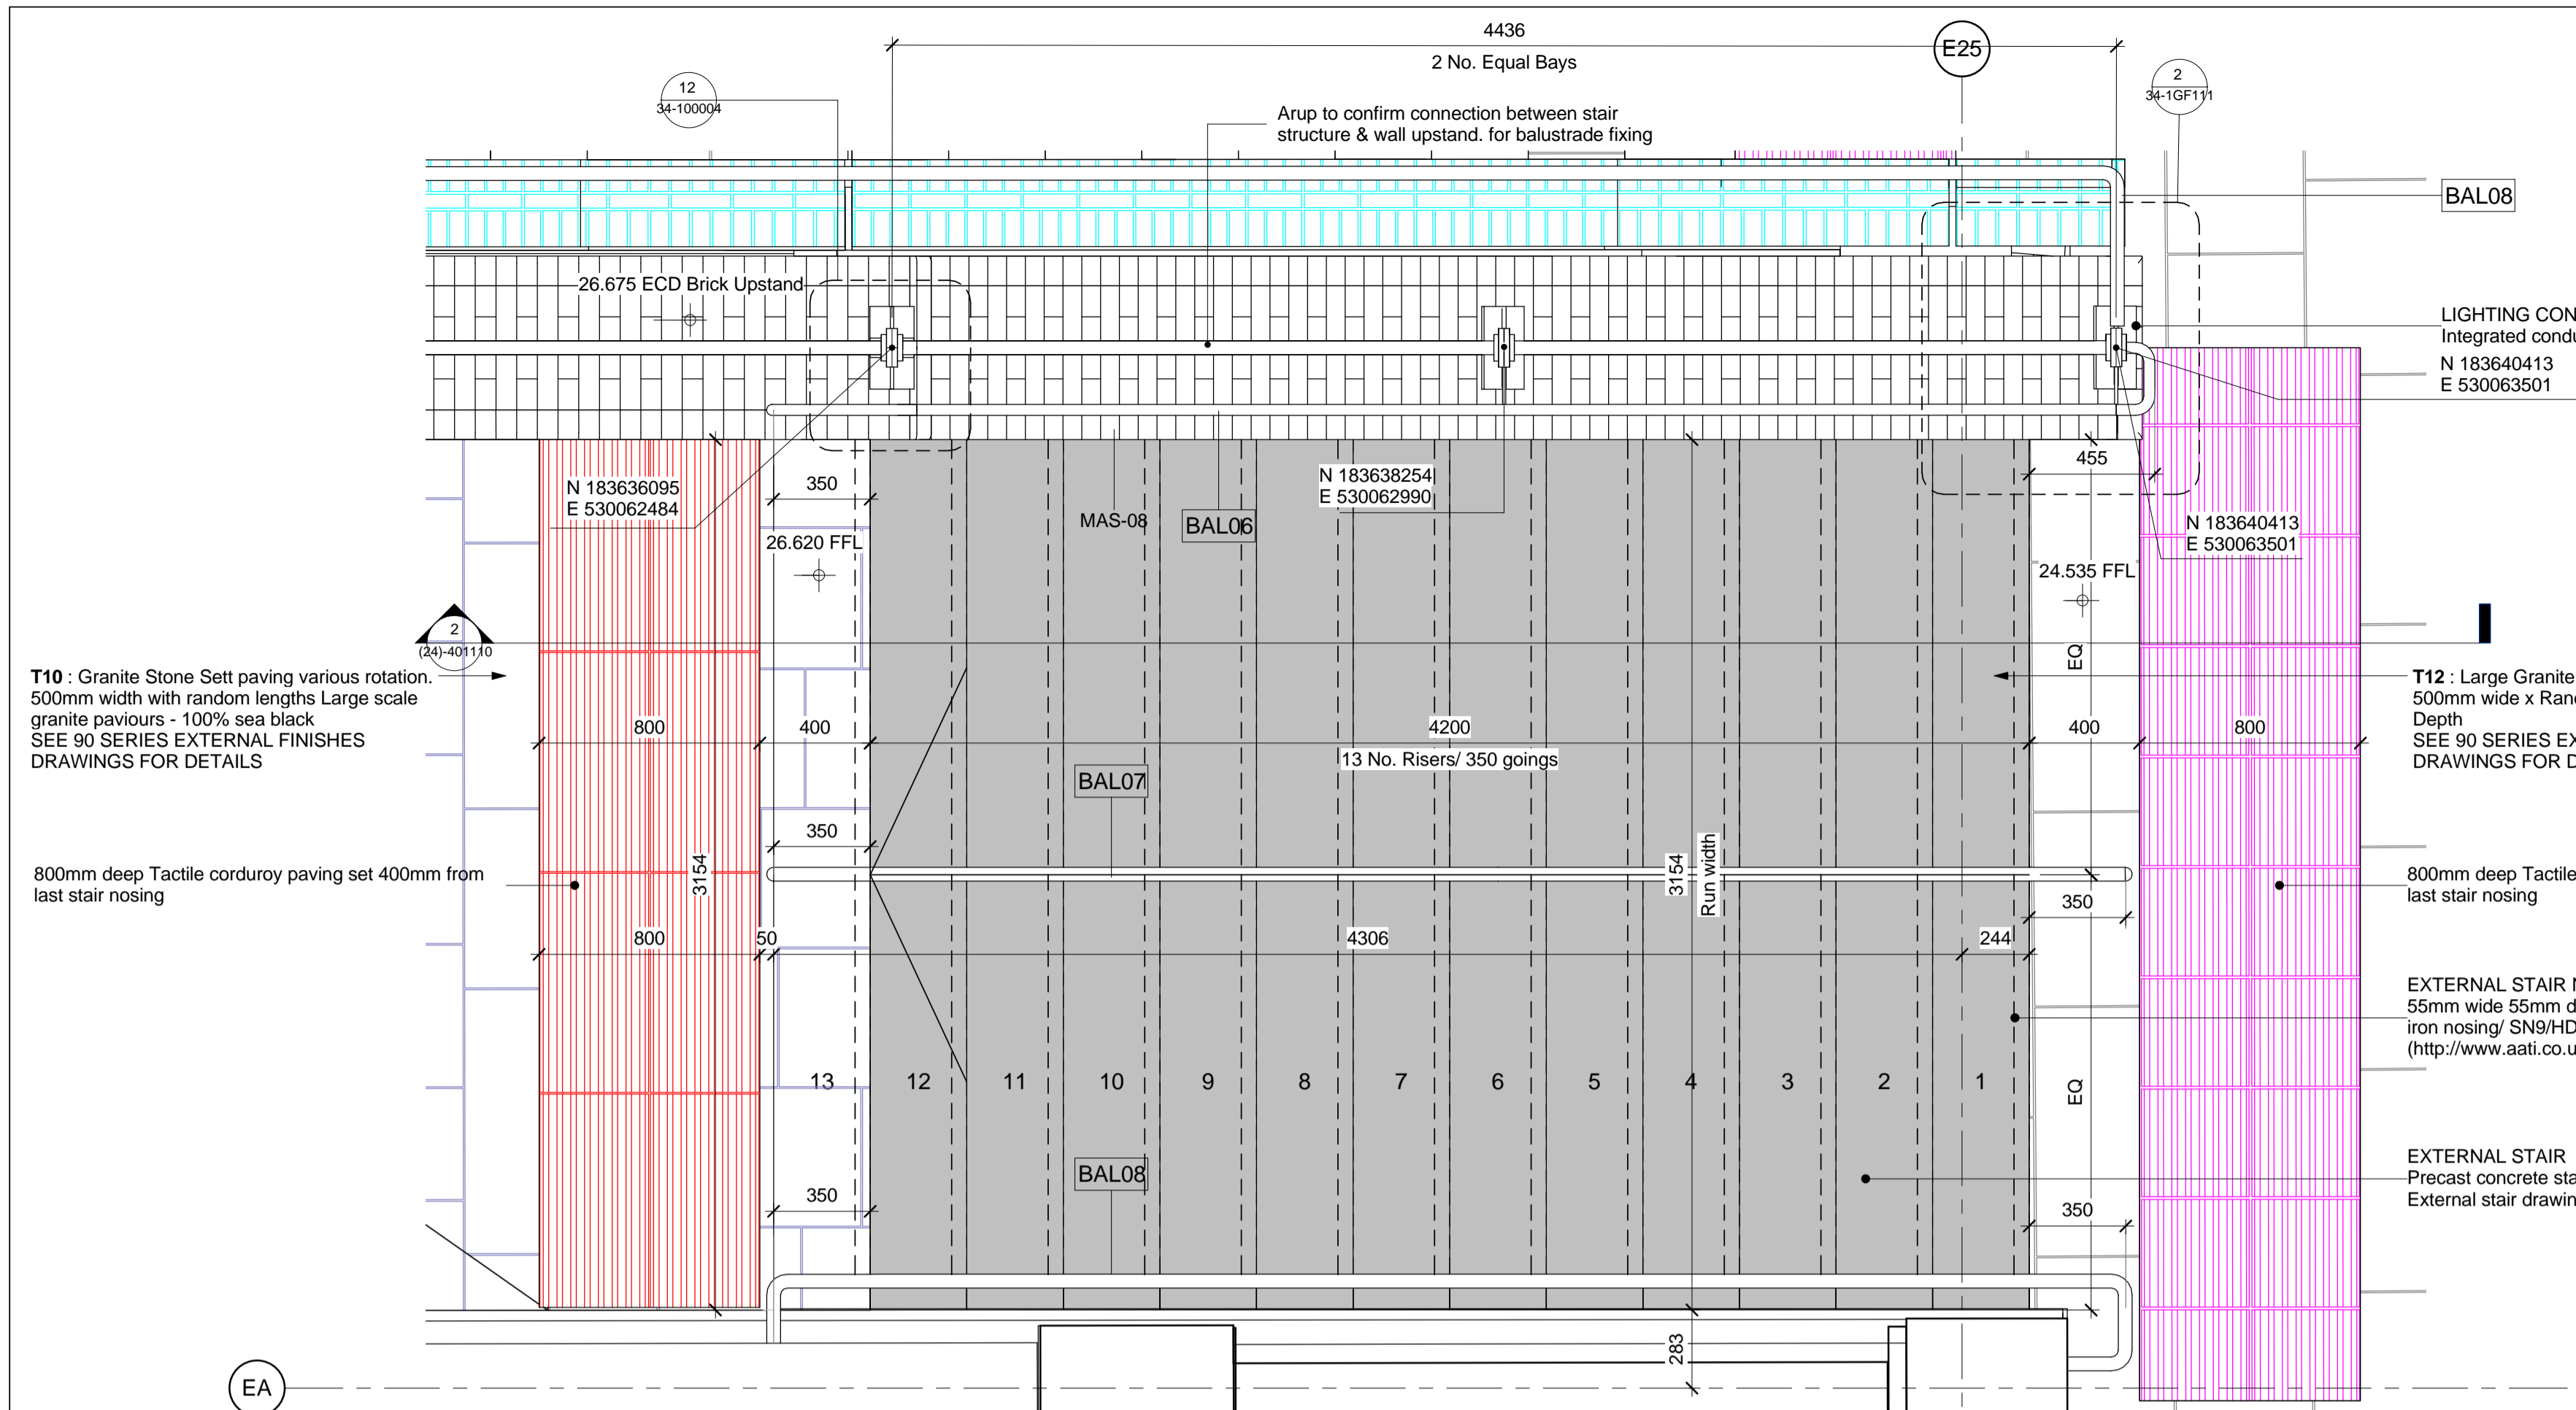 4436
2 No. Equal Bays
E25
12
34-100004
2
34-1GF111
Arup to confirm connection between stair
structure & wall upstand. for balustrade fixing
BAL08
26.675 ECD Brick Upstand
LIGHTING CON
Integrated condu
N 183640413
E 530063501
N 183636095
E 530062484
350
MAS-08
BAL06
N 183638254
E 530062990
455
N 183640413
E 530063501
26.620 FFL
24.535 FFL
2
(24)-401110
EQ
T10 : Granite Stone Sett paving various rotation.
500mm width with random lengths Large scale
granite paviours - 100% sea black
SEE 90 SERIES EXTERNAL FINISHES
DRAWINGS FOR DETAILS
T12 : Large Granite
500mm wide x Ran
Depth
SEE 90 SERIES EX
DRAWINGS FOR D
800
400
4200
400
800
13 No. Risers/ 350 goings
BAL07
350
3154
3154
Run width
800mm deep Tactile corduroy paving set 400mm from
last stair nosing
800mm deep Tactile
last stair nosing
350
800
50
4306
244
EXTERNAL STAIR N
55mm wide 55mm d
iron nosing/ SN9/HD
(http://www.aati.co.u
13
12
11
10
9
8
7
6
5
4
3
2
1
EQ
BAL08
350
EXTERNAL STAIR
Precast concrete sta
External stair drawin
350
283
EA